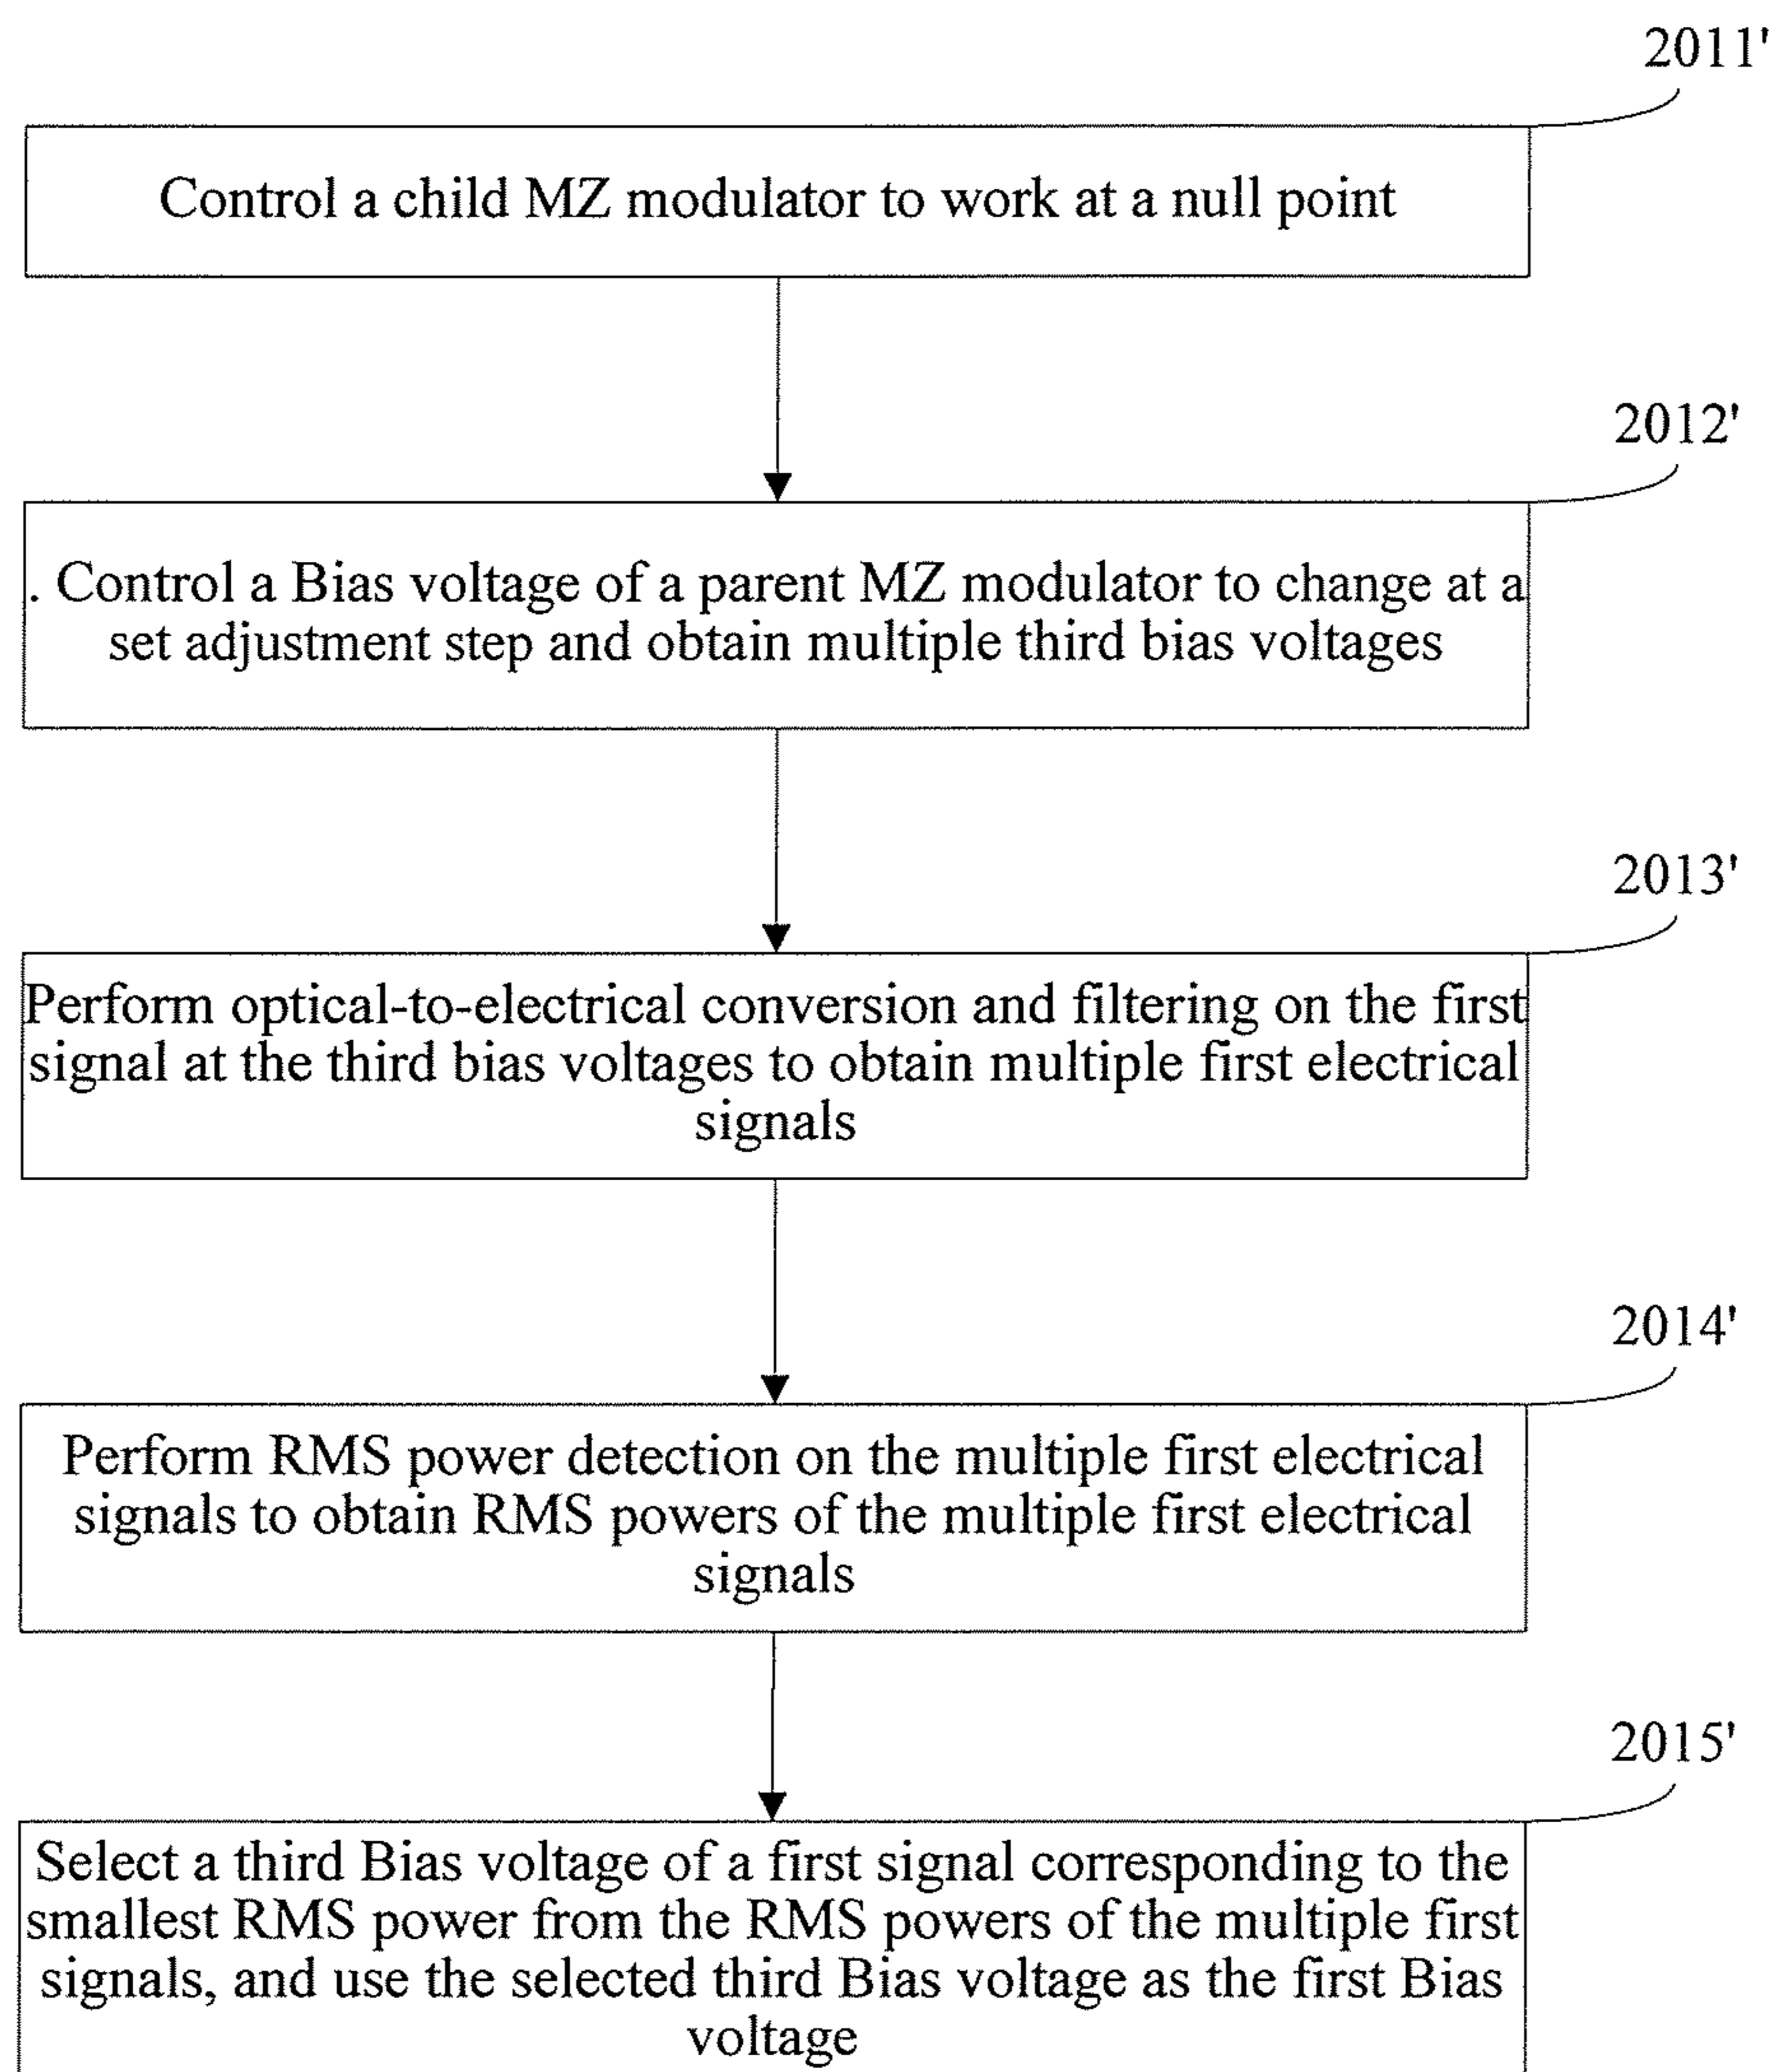 2011'
Control a child MZ modulator to work at a null point
2012'
. Control a Bias voltage of a parent MZ modulator to change at a
set adjustment step and obtain multiple third bias voltages
2013'
Perform optical-to-electrical conversion and filtering on the first
signal at the third bias voltages to obtain multiple first electrical
signals
2014'
Perform RMS power detection on the multiple first electrical
signals to obtain RMS powers of the multiple first electrical
signals
2015'
Select a third Bias voltage of a first signal corresponding to the
smallest RMS power from the RMS powers of the multiple first
signals, and use the selected third Bias voltage as the first Bias
voltage